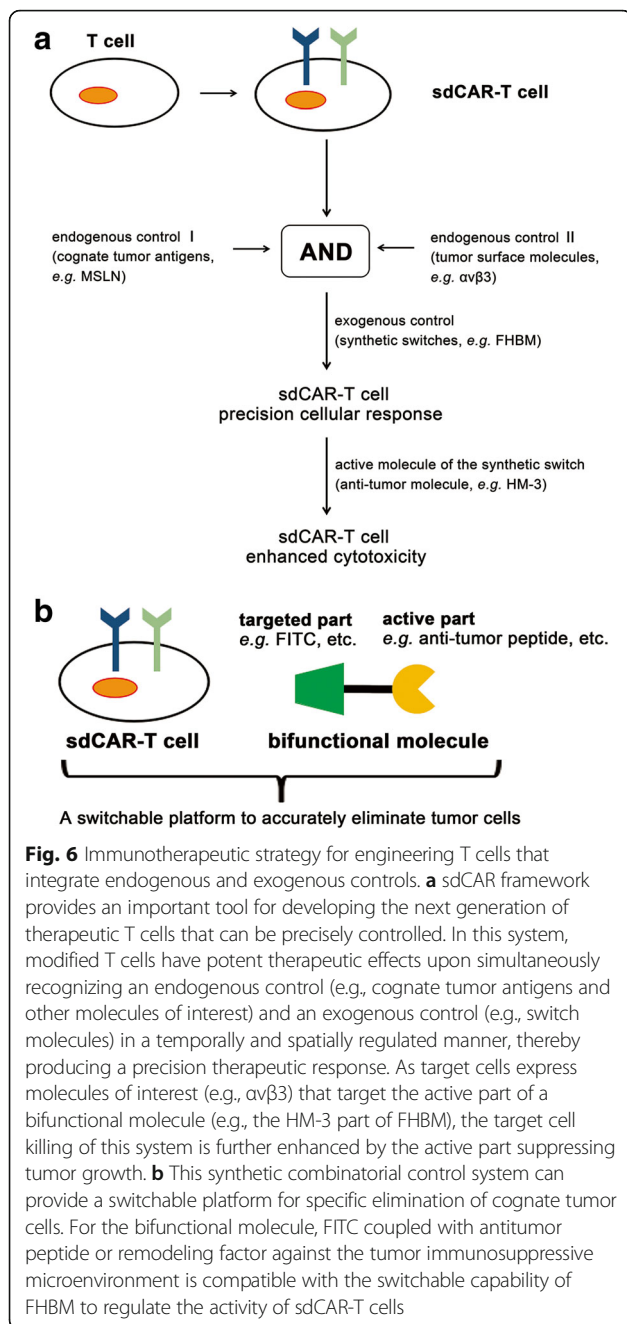 a
T cell
sdCAR-T cell
endogenous control I
(cognate tumor antigens,
e.g. MSLN)
AND
endogenous control II
(tumor surface molecules,
e.g. αvβ3)
exogenous control
(synthetic switches, e.g. FHBM)
sdCAR-T cell
precision cellular response
active molecule of the synthetic switch
(anti-tumor molecule, e.g. HM-3)
sdCAR-T cell
enhanced cytotoxicity
b
targeted part
e.g. FITC, etc.
active part
e.g. anti-tumor peptide, etc.
sdCAR-T cell
bifunctional molecule
A switchable platform to accurately eliminate tumor cells
Fig. 6 Immunotherapeutic strategy for engineering T cells that
integrate endogenous and exogenous controls. a sdCAR framework
provides an important tool for developing the next generation of
therapeutic T cells that can be precisely controlled. In this system,
modified T cells have potent therapeutic effects upon simultaneously
recognizing an endogenous control (e.g., cognate tumor antigens and
other molecules of interest) and an exogenous control (e.g., switch
molecules) in a temporally and spatially regulated manner, thereby
producing a precision therapeutic response. As target cells express
molecules of interest (e.g., αvβ3) that target the active part of a
bifunctional molecule (e.g., the HM-3 part of FHBM), the target cell
killing of this system is further enhanced by the active part suppressing
tumor growth. b This synthetic combinatorial control system can
provide a switchable platform for specific elimination of cognate tumor
cells. For the bifunctional molecule, FITC coupled with antitumor
peptide or remodeling factor against the tumor immunosuppressive
microenvironment is compatible with the switchable capability of
FHBM to regulate the activity of sdCAR-T cells